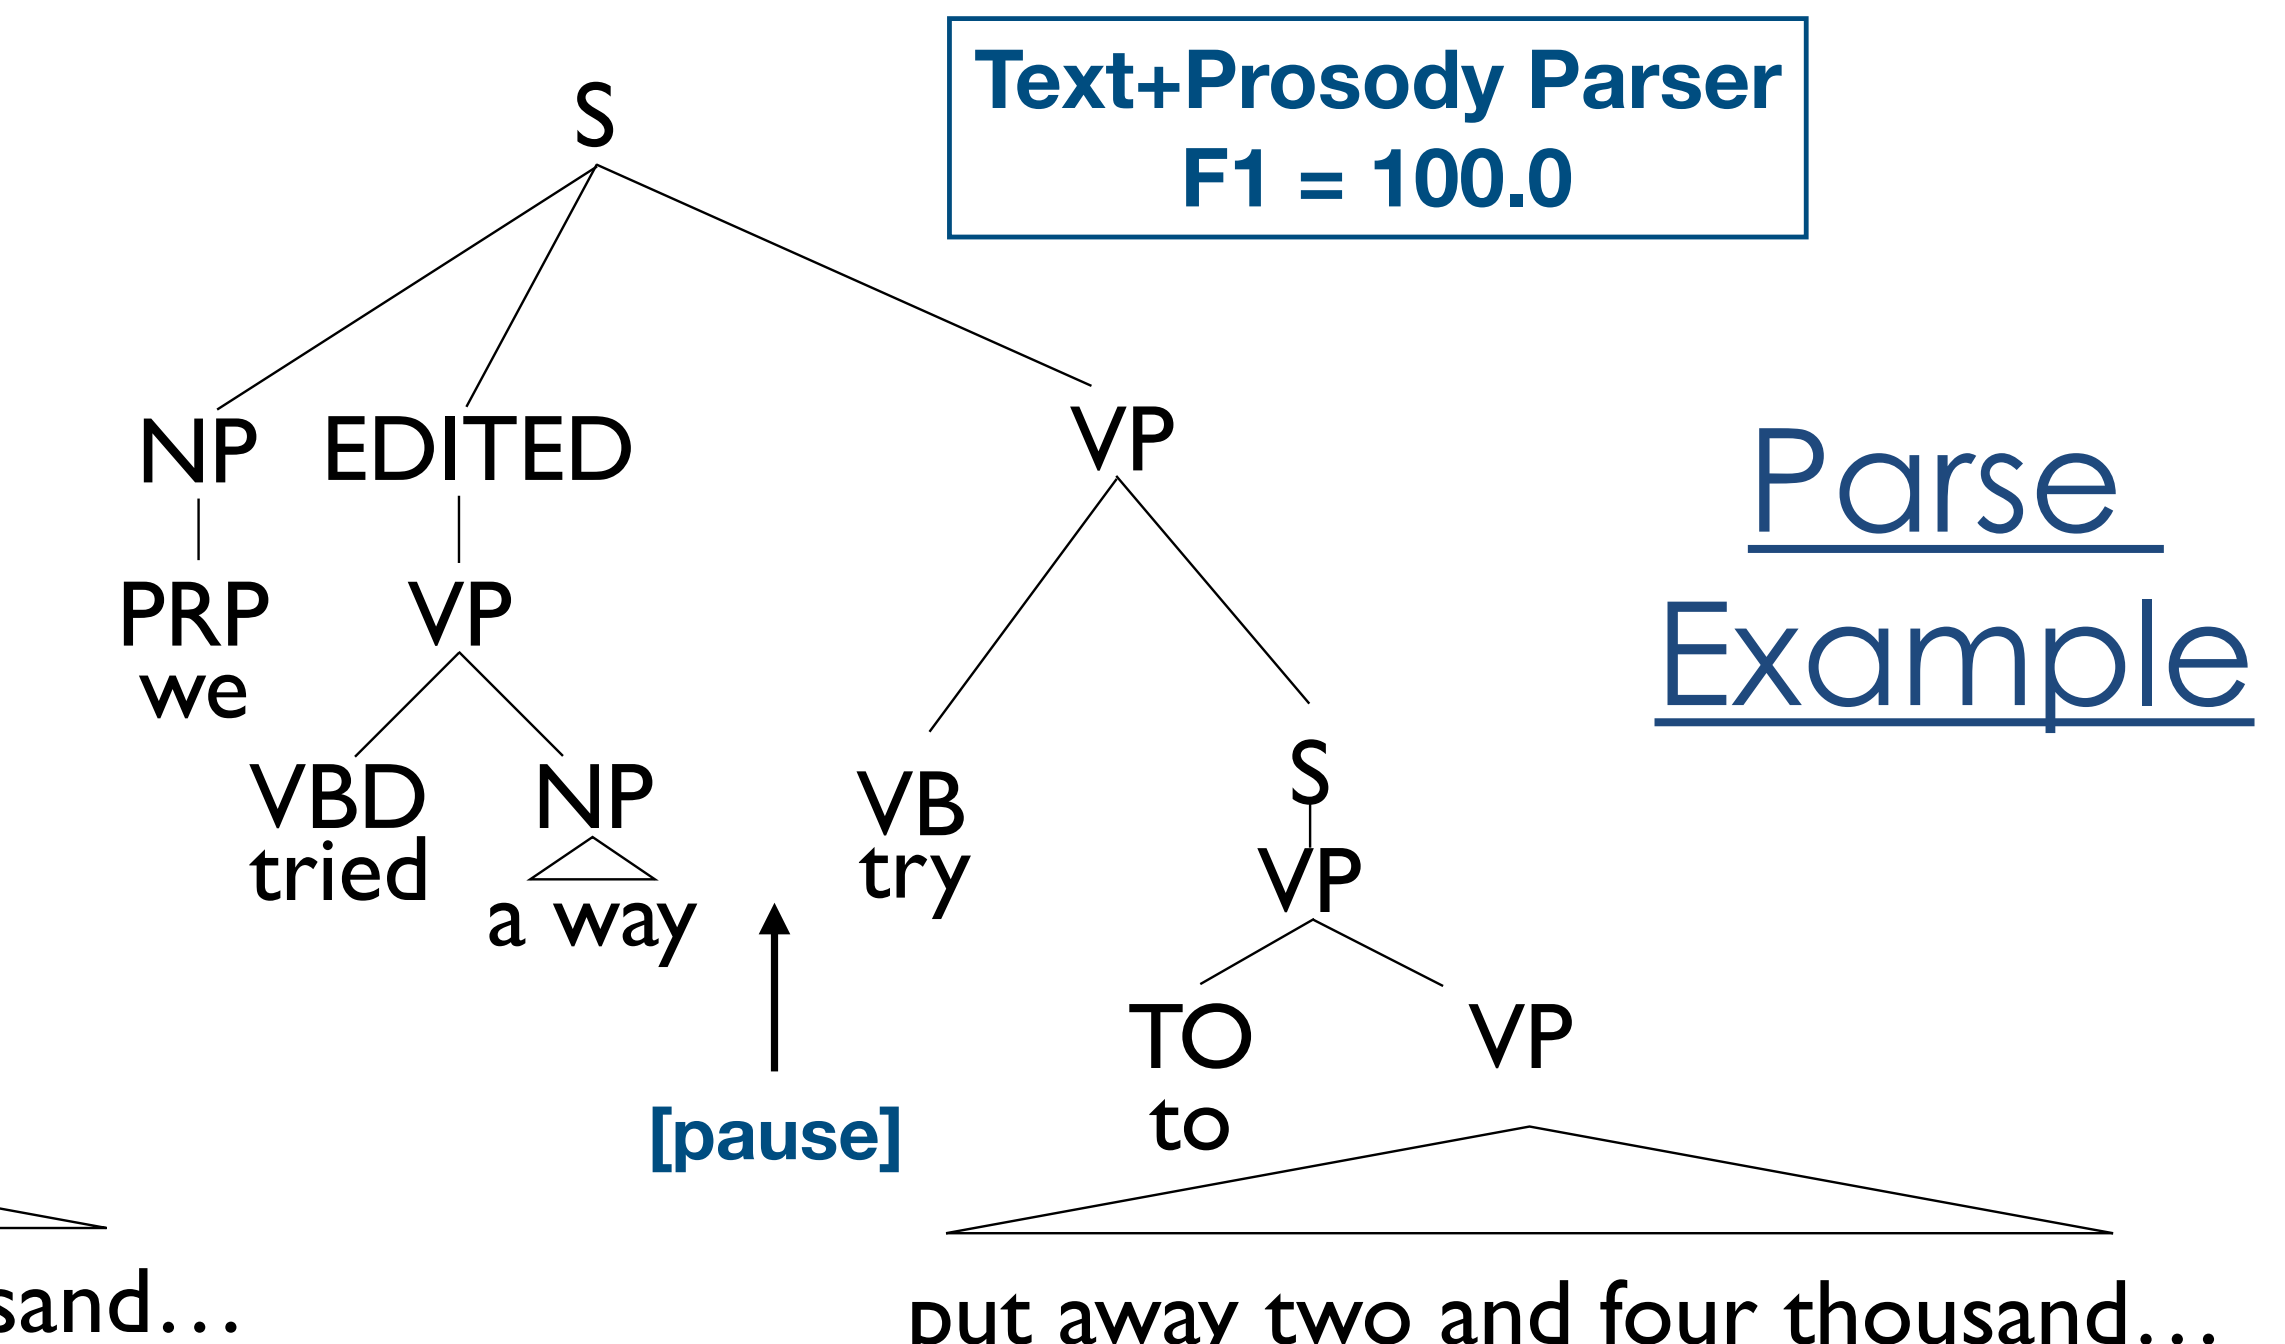 Text+Prosody Parser
F1 = 100.0
S
NP EDITED VP
Parse
Example
PRP VP
we
S
VBD NP VB
tried try
VP
a way
TO VP
to
[pause]
sand…
put away two and four thousand…